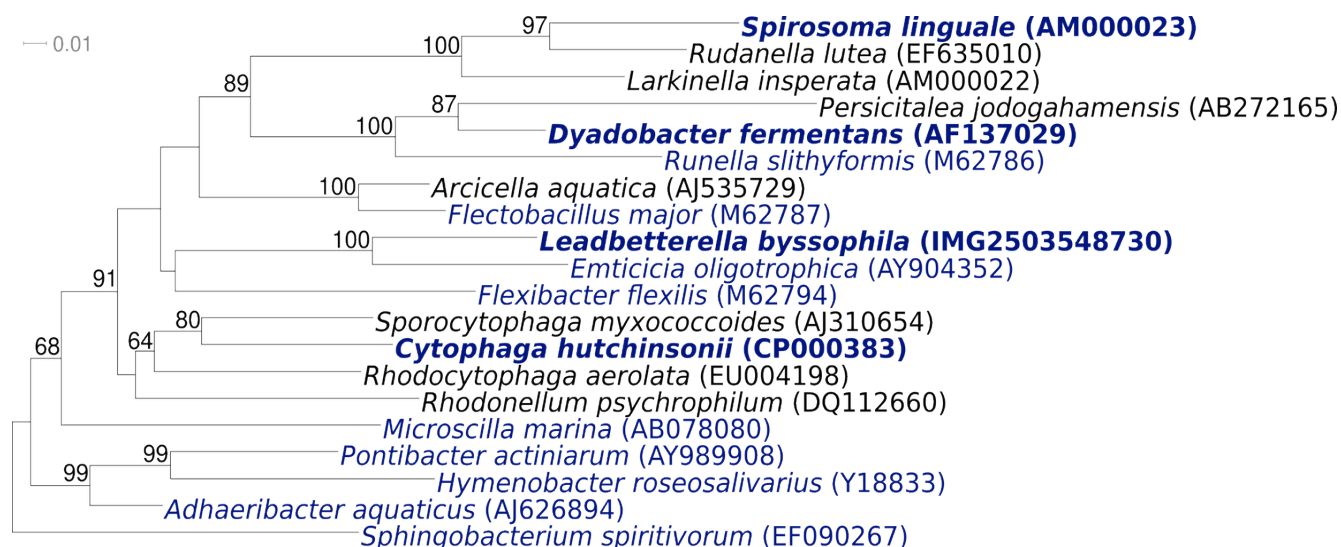 0.01
97
Spirosoma linguale (AM000023)
100
Rudanella lutea (EF635010)
Larkinella insperata (AM000022)
89
87
Persicitalea jodogahamensis (AB272165)
100
Dyadobacter fermentans (AF137029)
Runella slithyformis (M62786)
100
Arcicella aquatica (AJ535729)
Flectobacillus major (M62787)
100
Leadbetterella byssophila (IMG2503548730)
Emticicia oligotrophica (AY904352)
91
Flexibacter flexilis (M62794)
80
Sporocytophaga myxococcoides (AJ310654)
68
64
Cytophaga hutchinsonii (CP000383)
Rhodocytophaga aerolata (EU004198)
Rhodonellum psychrophilum (DQ112660)
Microscilla marina (AB078080)
99
Pontibacter actiniarum (AY989908)
99
Hymenobacter roseosalivarius (Y18833)
Adhaeribacter aquaticus (AJ626894)
Sphingobacterium spiritivorum (EF090267)